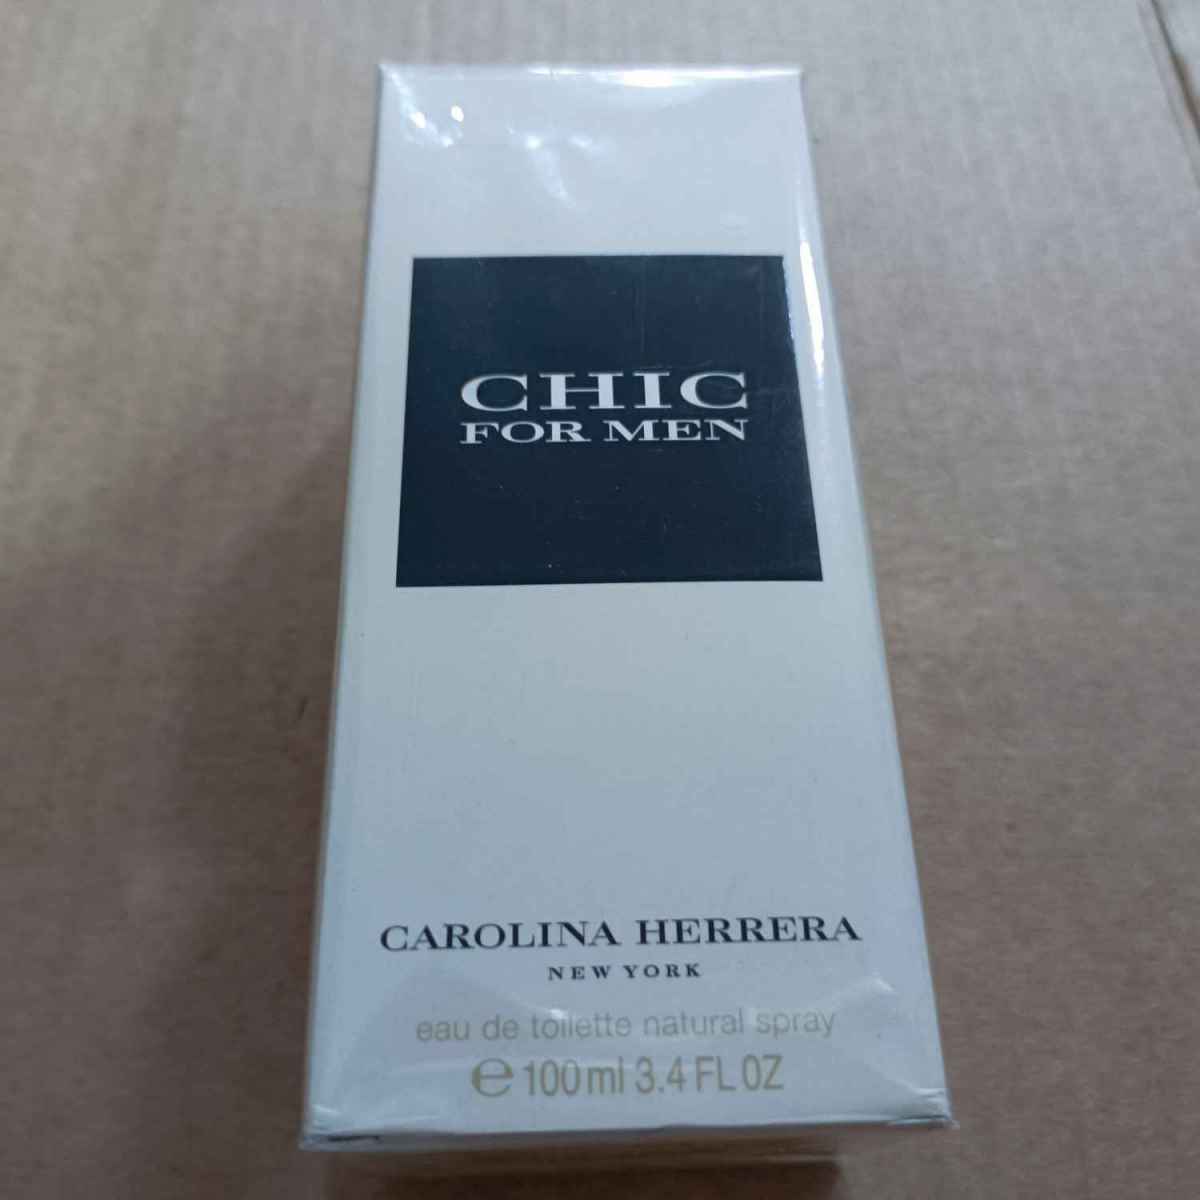 CHIC
FOR MEN
CAROLINA HERRERA
NEW YORK
eau de toilette natural spray
℮ 100 ml 3.4 FL OZ